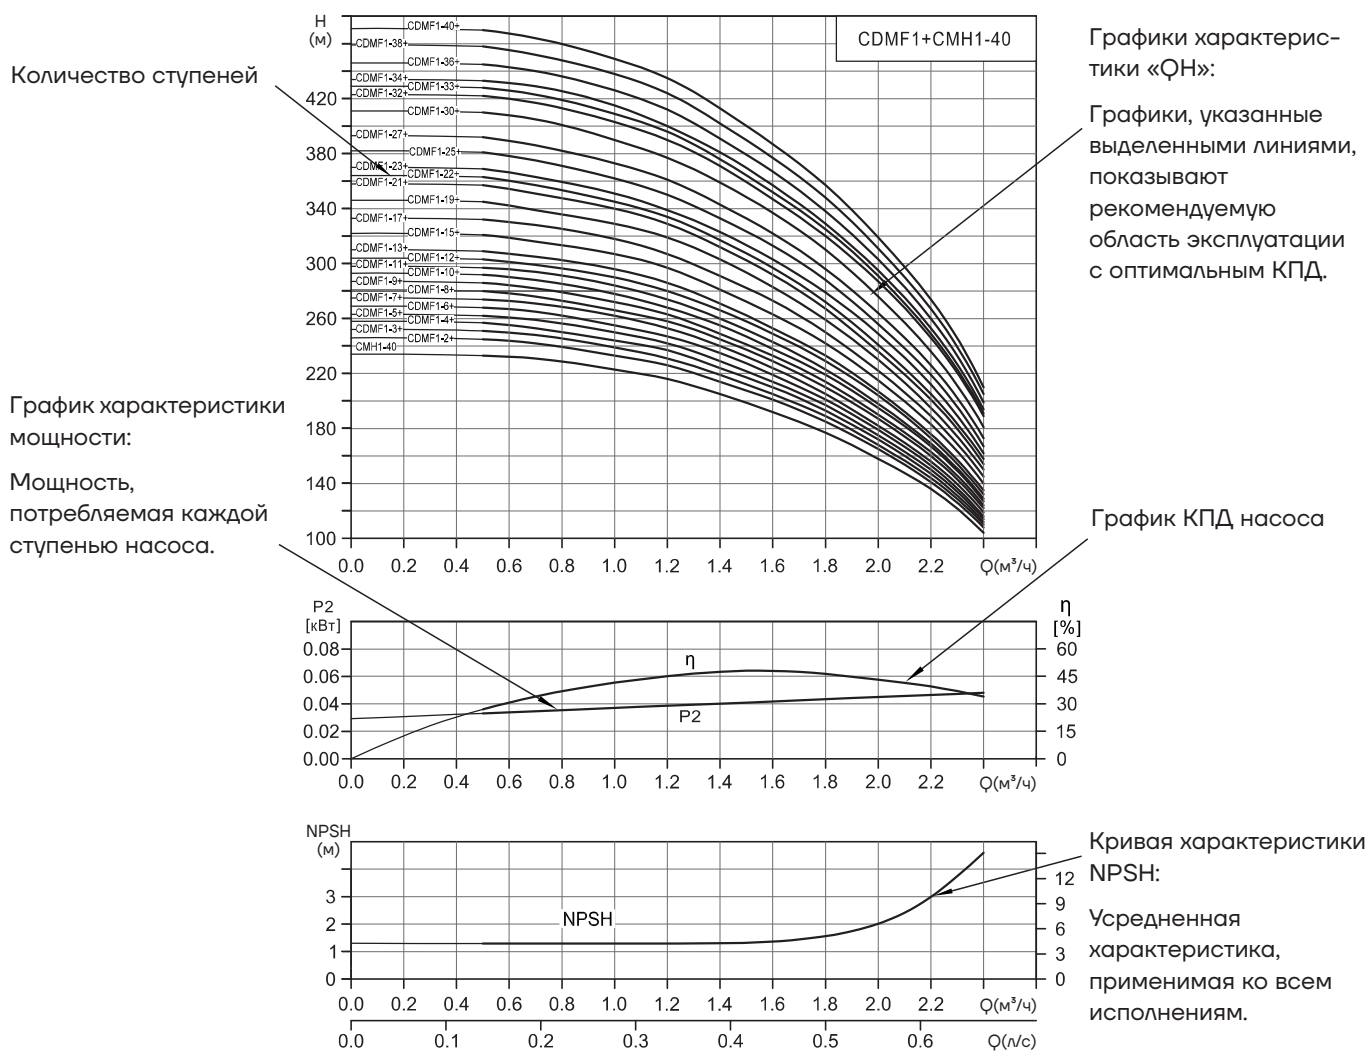 H
(м)
CDMF1+CMH1-40
CDMF1-40+
CDMF1-38+
CDMF1-36+
CDMF1-34+
CDMF1-33+
CDMF1-32+
CDMF1-30+
CDMF1-27+
CDMF1-25+
CDMF1-23+
CDMF1-22+
CDMF1-21+
CDMF1-19+
CDMF1-17+
CDMF1-15+
CDMF1-13+
CDMF1-12+
CDMF1-11+
CDMF1-10+
CDMF1-9+
CDMF1-8+
CDMF1-7+
CDMF1-6+
CDMF1-5+
CDMF1-4+
CDMF1-3+
CDMF1-2+
CMH1-40
420
380
340
300
260
220
180
140
100
0.0 0.2 0.4 0.6 0.8 1.0 1.2 1.4 1.6 1.8 2.0 2.2 Q(м³/ч)
Количество ступеней
График характеристики
мощности:
Мощность,
потребляемая каждой
ступенью насоса.
Графики характерис-
тики «QH»:
Графики, указанные
выделенными линиями,
показывают
рекомендуемую
область эксплуатации
с оптимальным КПД.
График КПД насоса
P2
[кВт]
η
[%]
0.08
0.06
0.04
0.02
0.00
60
45
30
15
0
η
P2
0.0 0.2 0.4 0.6 0.8 1.0 1.2 1.4 1.6 1.8 2.0 2.2 Q(м³/ч)
NPSH
(м)
3
2
1
0
12
9
6
3
0
NPSH
0.0 0.2 0.4 0.6 0.8 1.0 1.2 1.4 1.6 1.8 2.0 2.2 Q(м³/ч)
0.0 0.1 0.2 0.3 0.4 0.5 0.6 Q(л/с)
Кривая характеристики
NPSH:
Усредненная
характеристика,
применимая ко всем
исполнениям.